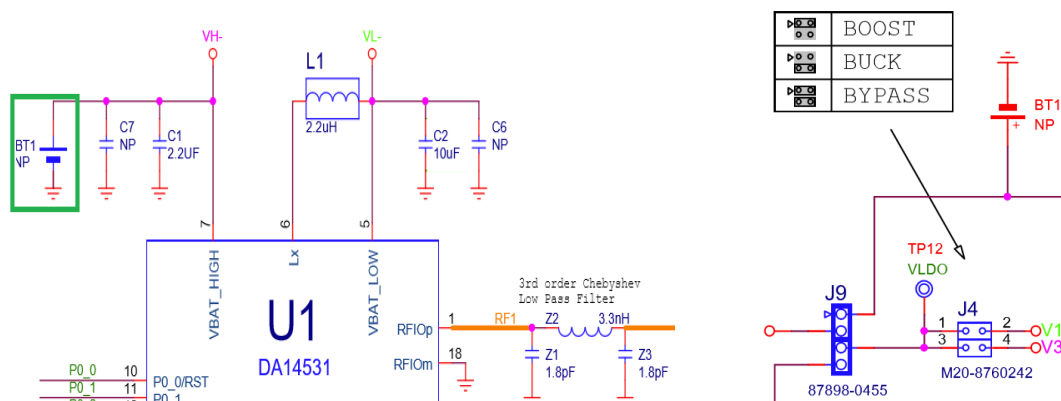 VH-
VL-
L1
2.2uH
BT1
NP
C7
NP
C1
2.2UF
C2
10uF
C6
NP
7
6
5
VBAT_HIGH
Lx
VBAT_LOW
U1
DA14531
RFIOp
1
RF1
RFIOm
18
3rd order Chebyshev
Low Pass Filter
Z2
3.3nH
Z1
1.8pF
Z3
1.8pF
P0_0
10
P0_0/RST
P0_1
11
P0_1
BOOST
BUCK
BYPASS
BT1
NP
+
TP12
VLDO
J9
J4
1
2
V1
3
4
V3
87898-0455
M20-8760242